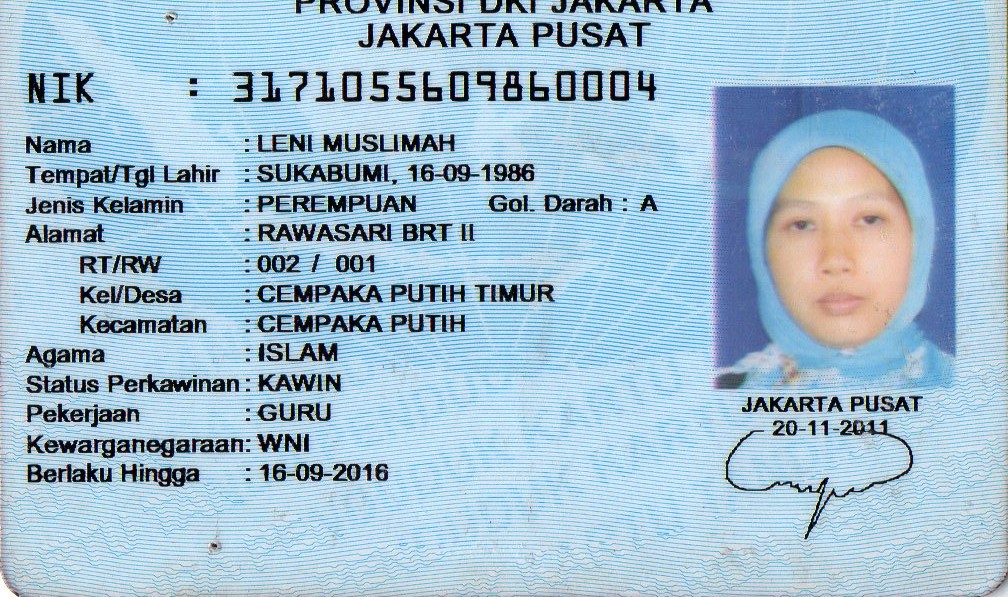 PROVINSI DKI JAKARTA
JAKARTA PUSAT
NIK : 3171055609860004
Nama : LENI MUSLIMAH
Tempat/Tgl Lahir : SUKABUMI, 16-09-1986
Jenis Kelamin : PEREMPUAN Gol. Darah : A
Alamat : RAWASARI BRT II
RT/RW : 002 / 001
Kel/Desa : CEMPAKA PUTIH TIMUR
Kecamatan : CEMPAKA PUTIH
Agama : ISLAM
Status Perkawinan : KAWIN
Pekerjaan : GURU
Kewarganegaraan: WNI
Berlaku Hingga : 16-09-2016
JAKARTA PUSAT
20-11-2011